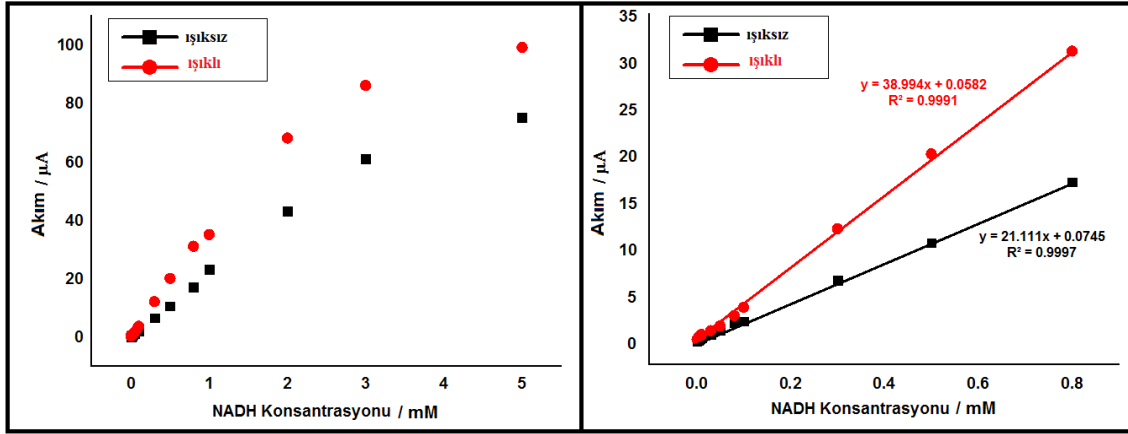 ışıksız
ışıklı
100
80
60
40
20
0
Akım / µA
0 1 2 3 4 5
NADH Konsantrasyonu / mM
ışıksız
ışıklı
y = 38.994x + 0.0582
R² = 0.9991
y = 21.111x + 0.0745
R² = 0.9997
35
30
25
20
15
10
5
0
Akım / µA
0.0 0.2 0.4 0.6 0.8
NADH Konsantrasyonu / mM